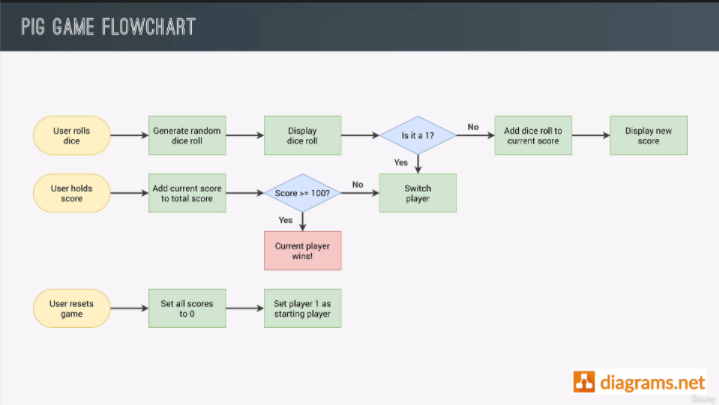 PIG GAME FLOWCHART
User rolls
dice
Generate random
dice roll
Display
dice roll
Is it a 1?
No
Add dice roll to
current score
Display new
score
Yes
User holds
score
Add current score
to total score
Score >= 100?
No
Switch
player
Yes
Current player
wins!
User resets
game
Set all scores
to 0
Set player 1 as
starting player
diagrams.net
Udemy